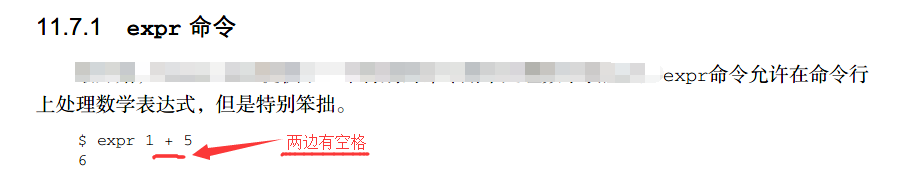 11.7.1 expr 命令
expr命令允许在命令行
上处理数学表达式，但是特别笨拙。
$ expr 1 + 5
两边有空格
6